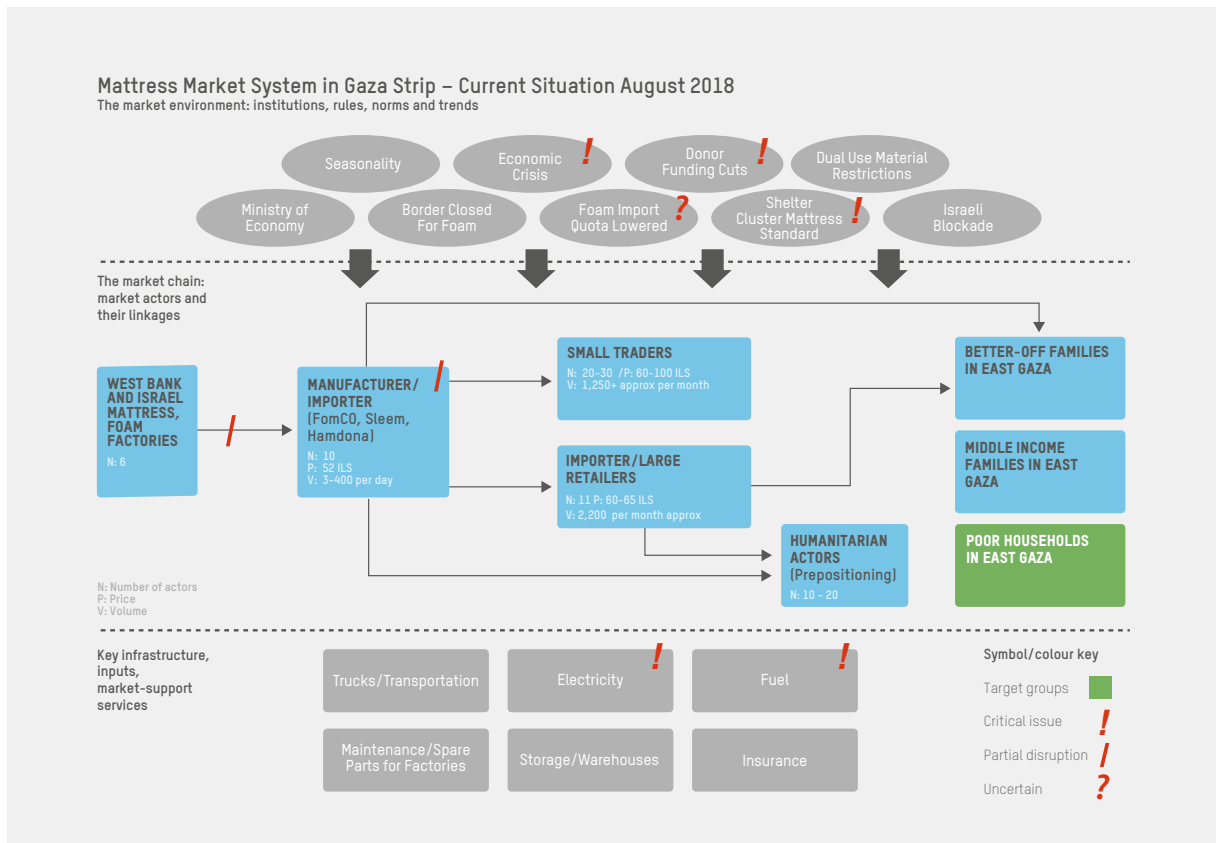 Mattress Market System in Gaza Strip – Current Situation August 2018
The market environment: institutions, rules, norms and trends
Seasonality
Economic
Crisis
!
Donor
Funding Cuts
!
Dual Use Material
Restrictions
Ministry of
Economy
Border Closed
For Foam
Foam Import
Quota Lowered
?
Shelter
Cluster Mattress
Standard
!
Israeli
Blockade
The market chain:
market actors and
their linkages
WEST BANK
AND ISRAEL
MATTRESS,
FOAM
FACTORIES
N: 6
/
MANUFACTURER/
IMPORTER
(FomCO, Sleem,
Hamdona)
N: 10
P: 52 ILS
V: 3-400 per day
/
SMALL TRADERS
N: 20-30 /P: 60-100 ILS
V: 1,250+ approx per month
IMPORTER/LARGE
RETAILERS
N: 11 P: 60-65 ILS
V: 2,200 per month approx
HUMANITARIAN
ACTORS
(Prepositioning)
N: 10 - 20
BETTER-OFF FAMILIES
IN EAST GAZA
MIDDLE INCOME
FAMILIES IN EAST
GAZA
POOR HOUSEHOLDS
IN EAST GAZA
N: Number of actors
P: Price
V: Volume
Key infrastructure,
inputs,
market-support
services
Trucks/Transportation
Electricity
!
Fuel
!
Maintenance/Spare
Parts for Factories
Storage/Warehouses
Insurance
Symbol/colour key
Target groups
Critical issue !
Partial disruption /
Uncertain ?